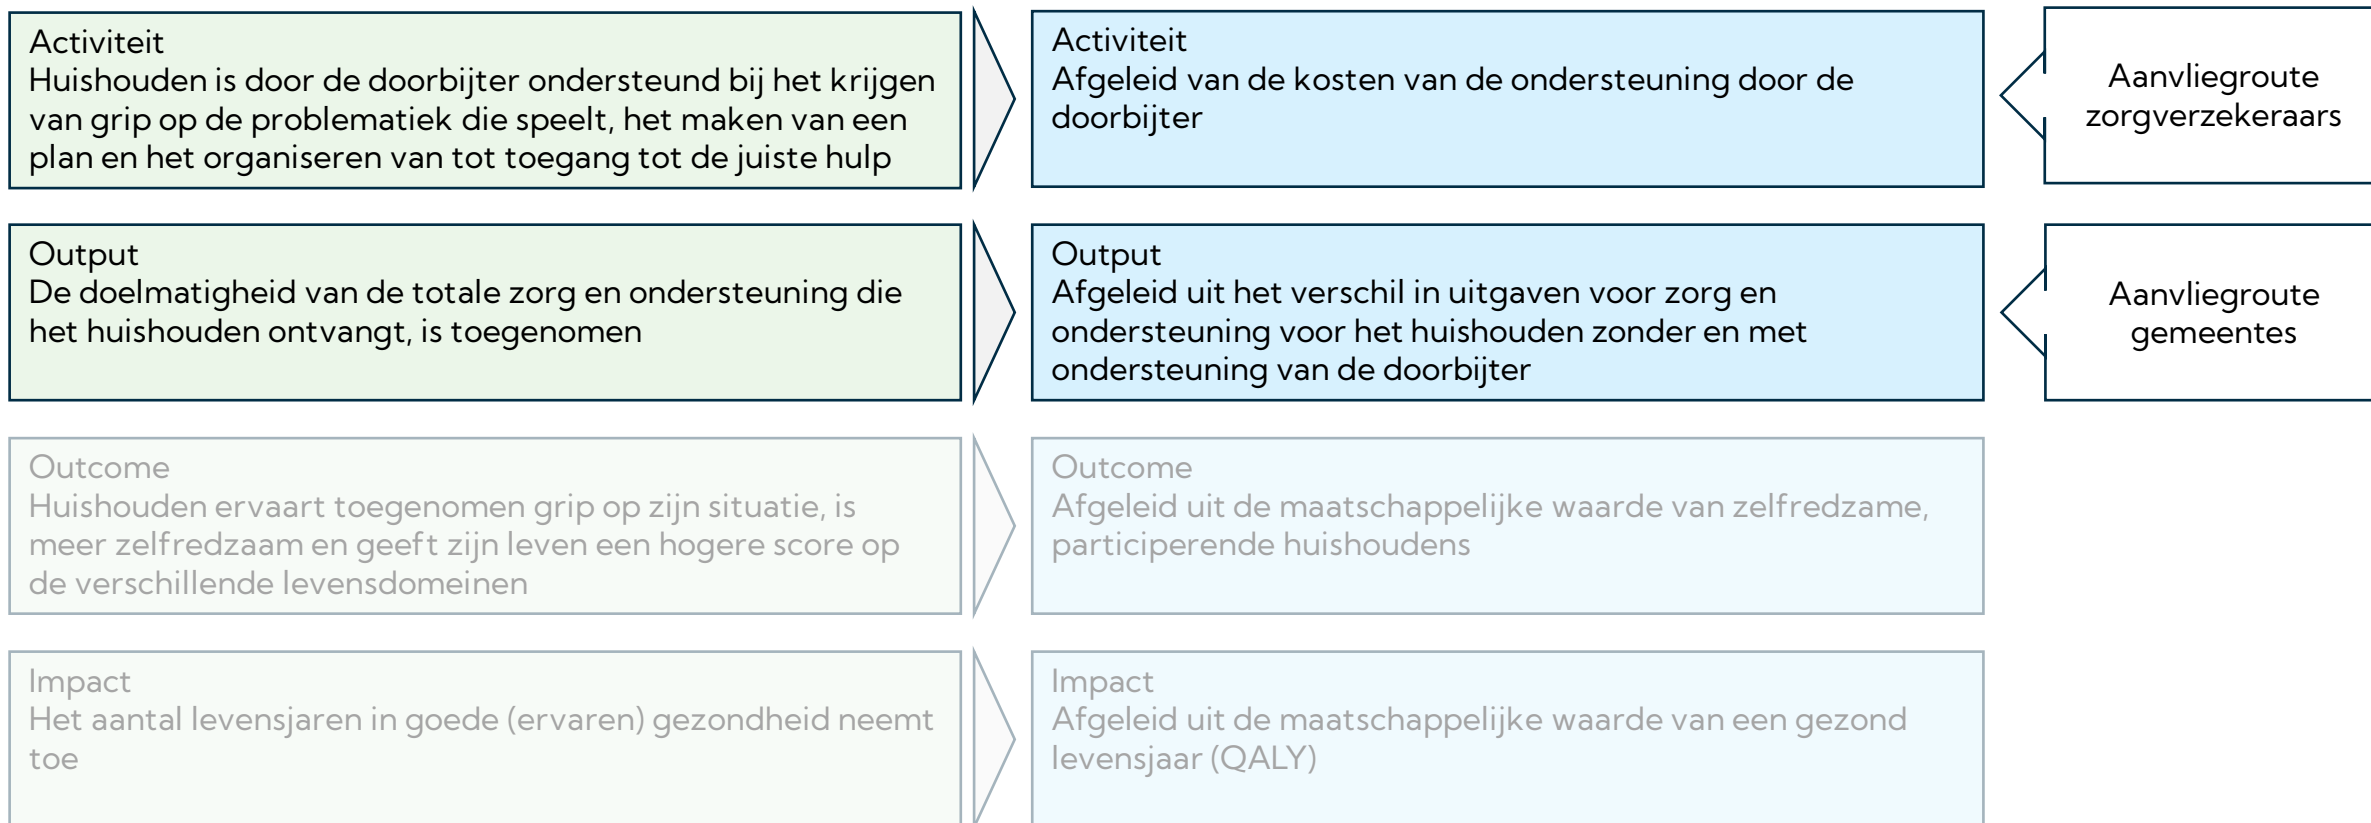 Activiteit
Huishouden is door de doorbijter ondersteund bij het krijgen
van grip op de problematiek die speelt, het maken van een
plan en het organiseren van tot toegang tot de juiste hulp
Activiteit
Afgeleid van de kosten van de ondersteuning door de
doorbijter
Aanvliegroute
zorgverzekeraars
Output
De doelmatigheid van de totale zorg en ondersteuning die
het huishouden ontvangt, is toegenomen
Output
Afgeleid uit het verschil in uitgaven voor zorg en
ondersteuning voor het huishouden zonder en met
ondersteuning van de doorbijter
Aanvliegroute
gemeentes
Outcome
Huishouden ervaart toegenomen grip op zijn situatie, is
meer zelfredzaam en geeft zijn leven een hogere score op
de verschillende levensdomeinen
Outcome
Afgeleid uit de maatschappelijke waarde van zelfredzame,
participerende huishoudens
Impact
Het aantal levensjaren in goede (ervaren) gezondheid neemt
toe
Impact
Afgeleid uit de maatschappelijke waarde van een gezond
levensjaar (QALY)